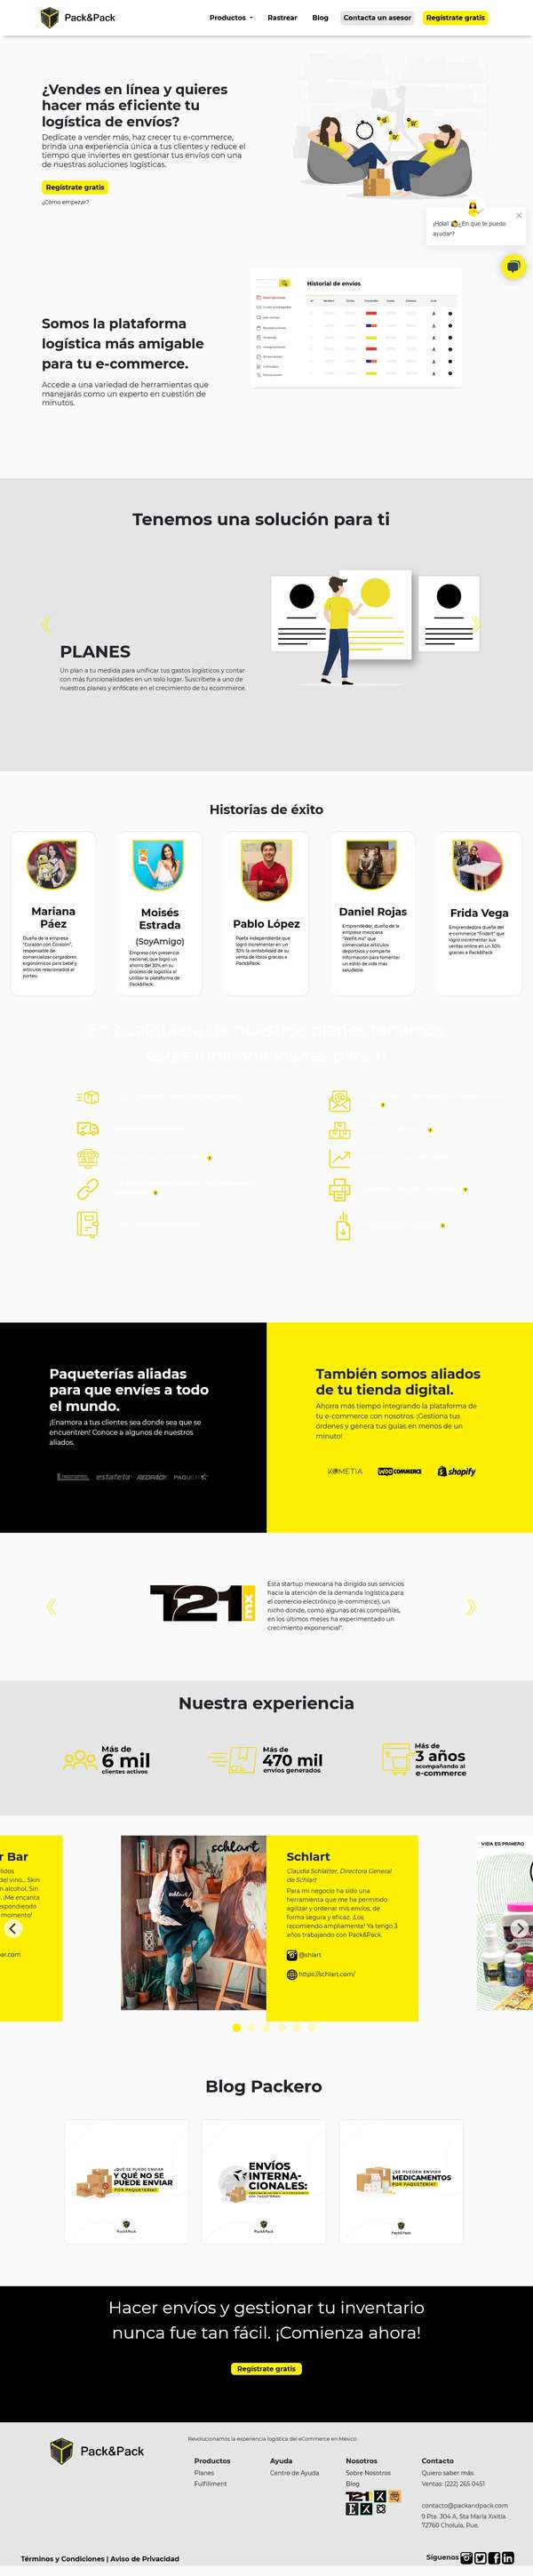 Pack&Pack
Productos
Rastrear
Blog
Contacta un asesor
Regístrate gratis
¿Vendes en línea y quieres
hacer más eficiente tu
logística de envíos?
Dedícate a vender más, haz crecer tu e-commerce,
brinda una experiencia única a tus clientes y reduce el
tiempo que inviertes en gestionar tus envíos con una
de nuestras soluciones logísticas.
Regístrate gratis
¿Cómo empezar?
¡Hola! ¿En que te puedo
ayudar?
Historial de envíos
Somos la plataforma
logística más amigable
para tu e-commerce.
Accede a una variedad de herramientas que
manejarás como un experto en cuestión de
minutos.
Tenemos una solución para ti
PLANES
Un plan a tu medida para unificar tus gastos logísticos y contar
con más funcionalidades en un solo lugar. Suscríbete a uno de
nuestros planes y enfócate en el crecimiento de tu ecommerce.
Historias de éxito
Mariana
Páez
Dueña de la empresa
"Corazón con Corazón",
responsable de
comercializar cargadores
ergonómicos para bebé y
artículos relacionados al
porteo.
Moisés
Estrada
(SoyAmigo)
Empresa con presencia
nacional, que logró un
ahorro del 30% en su
proceso de logística al
utilizar la plataforma de
Pack&Pack.
Pablo López
Poeta independiente que
logró incrementar en un
30% la rentabilidad de su
venta de libros gracias a
Pack&Pack.
Daniel Rojas
Emprendedor, dueño de la
empresa mexicana
"WeFit.mx" que
comercializa artículos
deportivos y comparte
información para fomentar
un estilo de vida más
saludable.
Frida Vega
Emprendedora dueña del
e-commerce "Fridart" que
logró incrementar sus
ventas online en un 50%
gracias a Pack&Pack
Paqueterías aliadas
para que envíes a todo
el mundo.
¡Enamora a tus clientes sea donde sea que se
encuentren! Conoce a algunos de nuestros
aliados.
estafeta REDPACK PAQUETEX
También somos aliados
de tu tienda digital.
Ahora más tiempo integrando la plataforma de
tu e-commerce con nosotros. ¡Gestiona tus
órdenes y genera tus guías en menos de un
minuto!
KOMETIA
WOOCOMMERCE
shopify
T21 mx
Esta startup mexicana ha dirigido sus servicios
hacia la atención de la demanda logística para
el comercio electrónico (e-commerce), un
nicho donde, como algunas otras compañías,
en los últimos meses ha experimentado un
crecimiento exponencial".
Nuestra experiencia
Más de
6 mil
clientes activos
Más de
470 mil
envíos generados
Más de
3 años
acompañando al
e-commerce
r Bar
lidos
del vino... Skin
n alcohol, Sin
. ¡Me encanta
espondiendo
momento!
ar.com
schlart
Schlart
Claudia Schlatter, Directora General
de Schlart
Para mi negocio ha sido una
herramienta que me ha permitido
agilizar y ordenar mis envíos, de
forma segura y eficaz. ¡Los
recomiendo ampliamente! Ya tengo 3
años trabajando con Pack&Pack.
@shlart
https://schlart.com/
VIDA ES PRIMERO
Blog Packero
¿QUÉ SE PUEDE ENVIAR
Y QUÉ NO SE
PUEDE ENVIAR
POR PAQUETERÍA?
Pack&Pack
ENVÍOS
INTERNA-
CIONALES:
Pack&Pack
¿SE PUEDEN ENVIAR
MEDICAMENTOS
POR PAQUETERÍA?
Pack&Pack
Hacer envíos y gestionar tu inventario
nunca fue tan fácil. ¡Comienza ahora!
Regístrate gratis
Pack&Pack
Revolucionamos la experiencia logística del eCommerce en México
Productos
Planes
Fulfillment
Ayuda
Centro de Ayuda
Nosotros
Sobre Nosotros
Blog
T21
Contacto
Quiero saber más
Ventas: (222) 265 0451
contacto@packandpack.com
9 Pte. 304 A, Sta María Xixitla
72760 Cholula, Pue.
Términos y Condiciones | Aviso de Privacidad
Síguenos